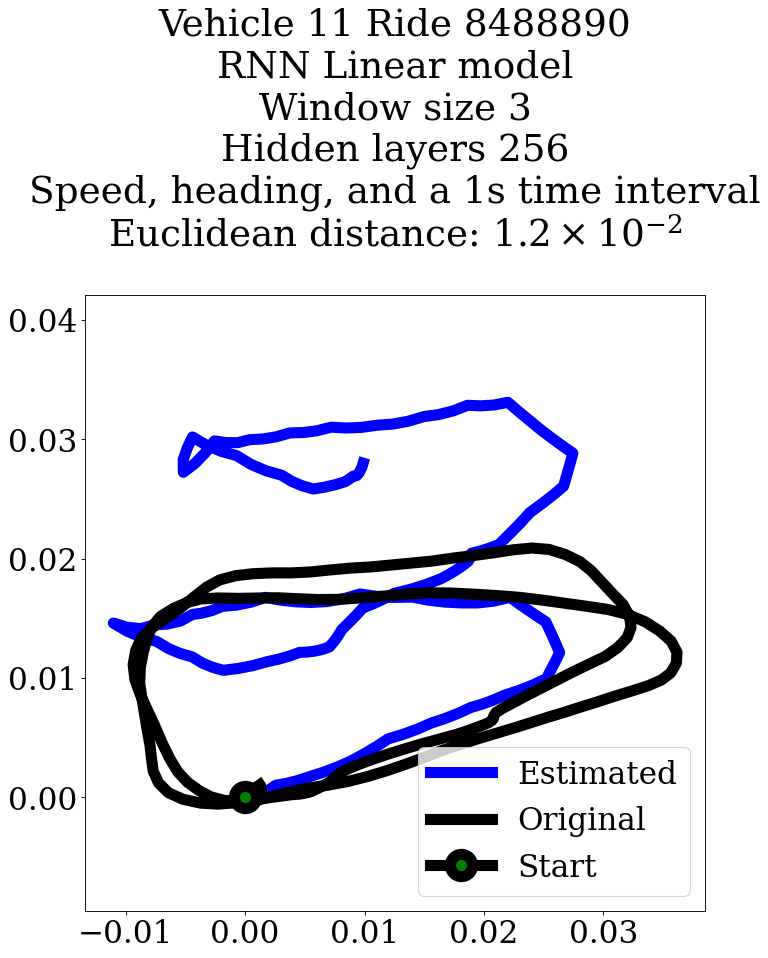 Vehicle 11 Ride 8488890
RNN Linear model
Window size 3
Hidden layers 256
Speed, heading, and a 1s time interval
Euclidean distance: 1.2 × 10⁻²
0.04
0.03
0.02
0.01
0.00
Estimated
Original
Start
−0.01 0.00 0.01 0.02 0.03